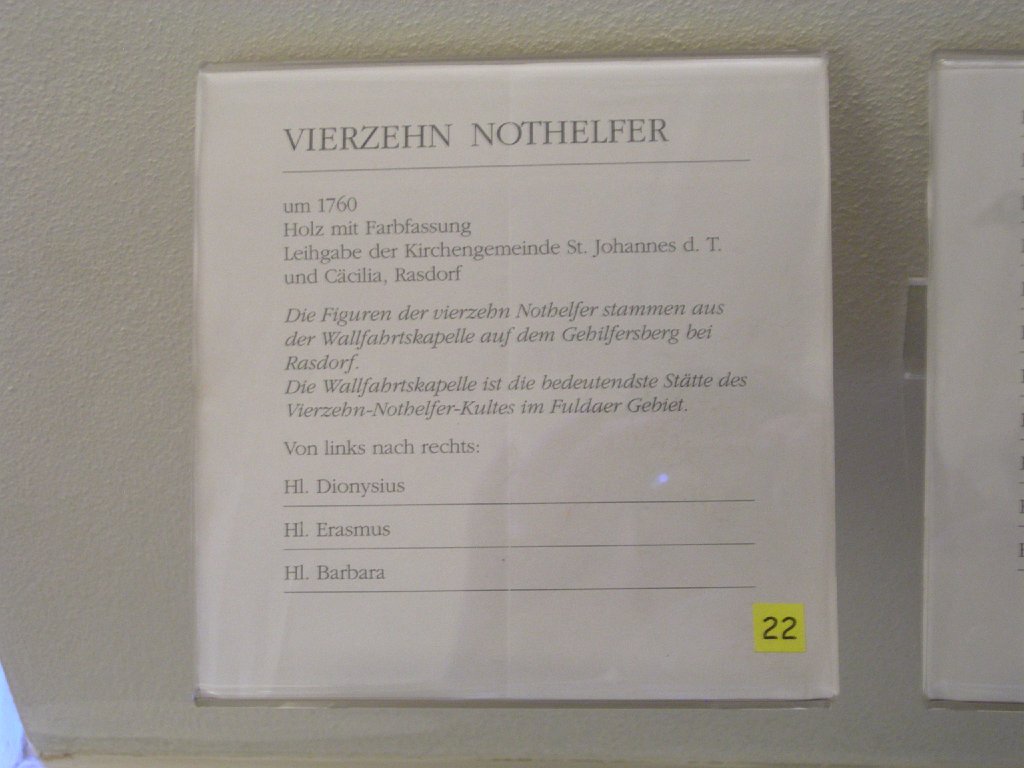 VIERZEHN NOTHELFER
um 1760
Holz mit Farbfassung
Leihgabe der Kirchengemeinde St. Johannes d. T.
und Cäcilia, Rasdorf
Die Figuren der vierzehn Nothelfer stammen aus
der Wallfahrtskapelle auf dem Gehilfersberg bei
Rasdorf.
Die Wallfahrtskapelle ist die bedeutendste Stätte des
Vierzehn-Nothelfer-Kultes im Fuldaer Gebiet.
Von links nach rechts:
Hl. Dionysius
Hl. Erasmus
Hl. Barbara
22